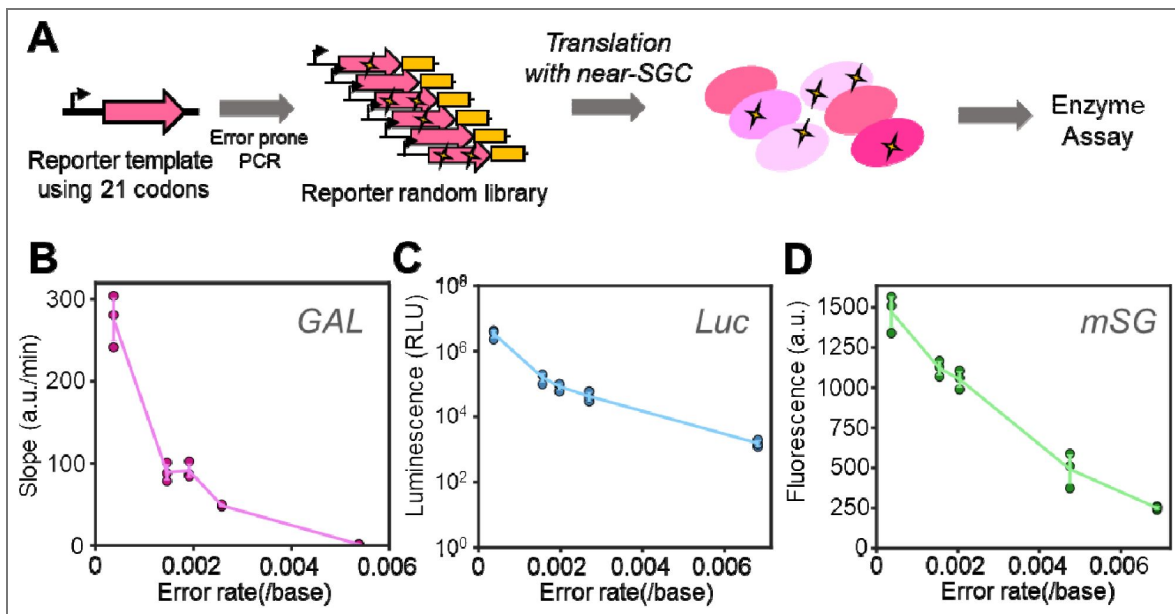 A
Reporter template
using 21 codons
Error prone
PCR
Reporter random library
Translation
with near-SGC
Enzyme
Assay
B
GAL
Slope (a.u./min)
300
200
100
0
0 0.002 0.004 0.006
Error rate(/base)
C
Luc
Luminescence (RLU)
10^8
10^6
10^4
10^2
10^0
0 0.002 0.004 0.006
Error rate(/base)
D
mSG
Fluorescence (a.u.)
1500
1250
1000
750
500
250
0
0 0.002 0.004 0.006
Error rate(/base)